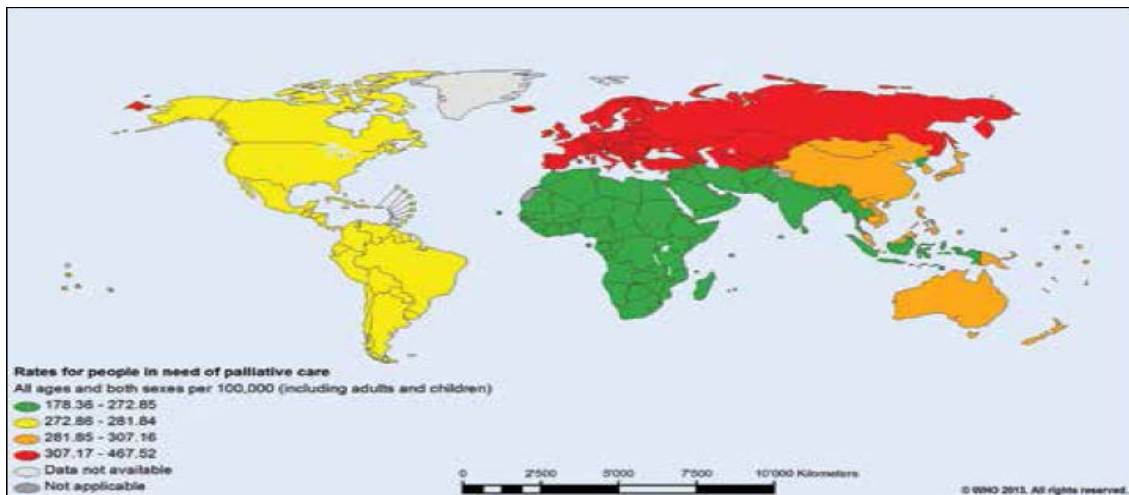 Rates for people in need of palliative care
All ages and both sexes per 100,000 (including adults and children)
178.36 - 272.85
272.86 - 281.84
281.85 - 307.16
307.17 - 467.52
Data not available
Not applicable
0 2'500 5'000 7'500 10'000 Kilometers
© WHO 2013. All rights reserved.